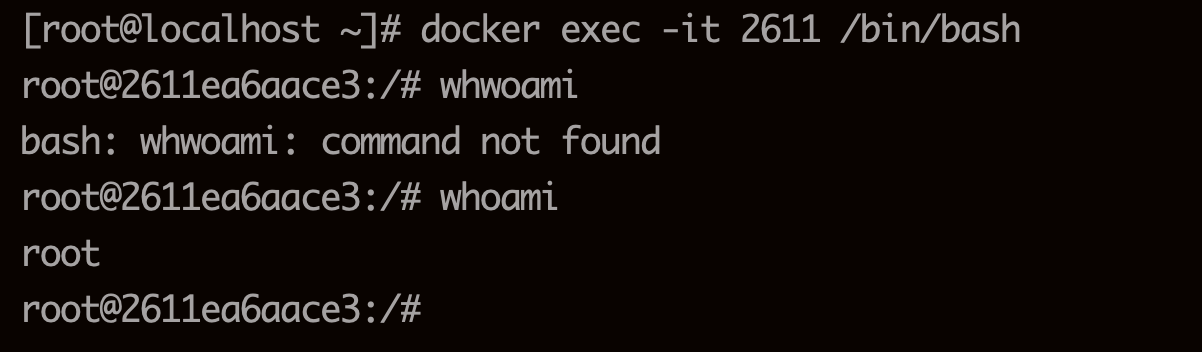 [root@localhost ~]# docker exec -it 2611 /bin/bash
root@2611ea6aace3:/# whwoami
bash: whwoami: command not found
root@2611ea6aace3:/# whoami
root
root@2611ea6aace3:/#